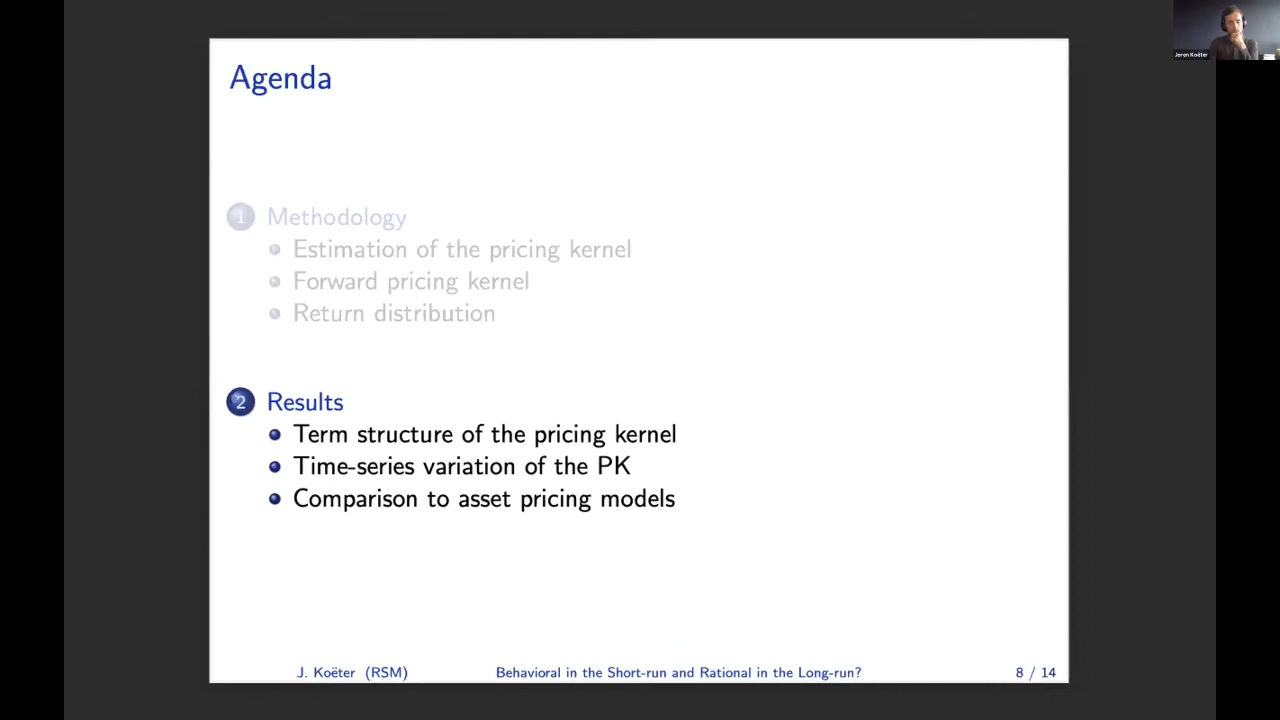 Agenda
1 Methodology
Estimation of the pricing kernel
Forward pricing kernel
Return distribution
2 Results
Term structure of the pricing kernel
Time-series variation of the PK
Comparison to asset pricing models
J. Koëter (RSM) Behavioral in the Short-run and Rational in the Long-run? 8 / 14
Joren Koëter